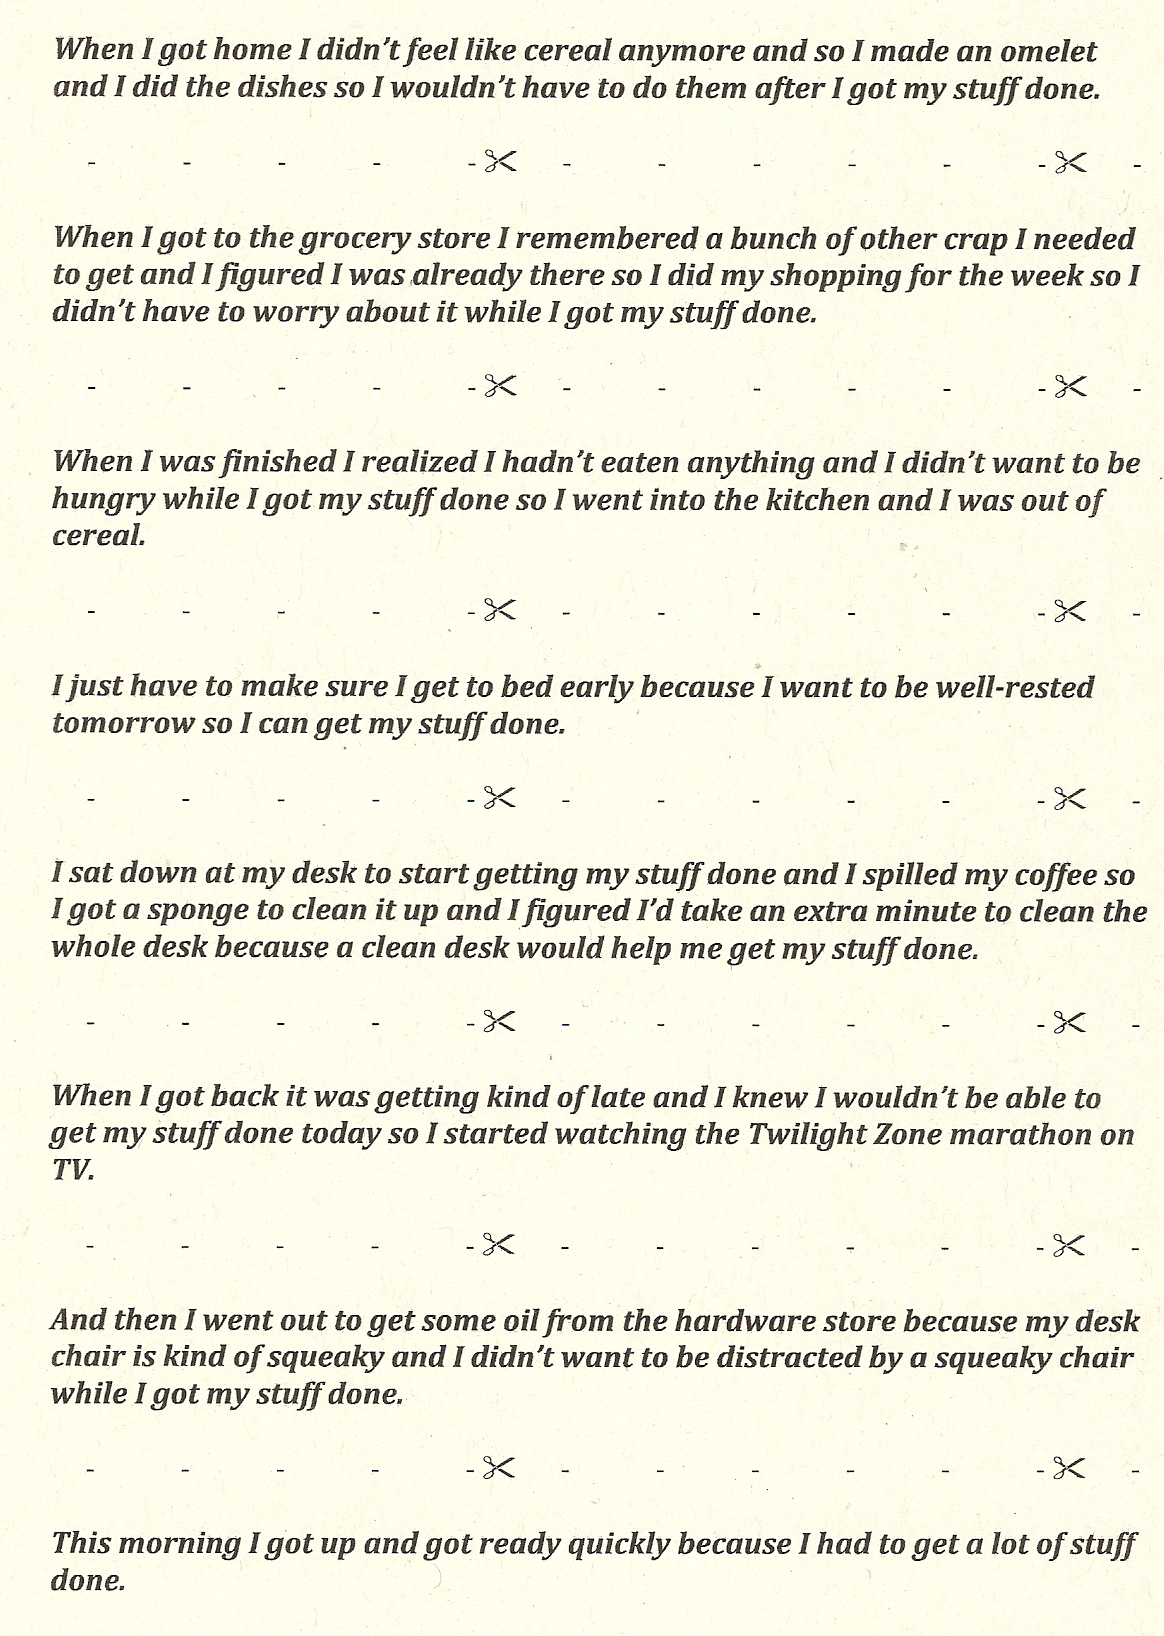 When I got home I didn't feel like cereal anymore and so I made an omelet
and I did the dishes so I wouldn't have to do them after I got my stuff done.
- - - - -✂ - - - - - -✂ -
When I got to the grocery store I remembered a bunch of other crap I needed
to get and I figured I was already there so I did my shopping for the week so I
didn't have to worry about it while I got my stuff done.
- - - - -✂ - - - - - -✂ -
When I was finished I realized I hadn't eaten anything and I didn't want to be
hungry while I got my stuff done so I went into the kitchen and I was out of
cereal.
- - - - -✂ - - - - - -✂ -
I just have to make sure I get to bed early because I want to be well-rested
tomorrow so I can get my stuff done.
- - - - -✂ - - - - - -✂ -
I sat down at my desk to start getting my stuff done and I spilled my coffee so
I got a sponge to clean it up and I figured I'd take an extra minute to clean the
whole desk because a clean desk would help me get my stuff done.
- - - - -✂ - - - - - -✂ -
When I got back it was getting kind of late and I knew I wouldn't be able to
get my stuff done today so I started watching the Twilight Zone marathon on
TV.
- - - - -✂ - - - - - -✂ -
And then I went out to get some oil from the hardware store because my desk
chair is kind of squeaky and I didn't want to be distracted by a squeaky chair
while I got my stuff done.
- - - - -✂ - - - - - -✂ -
This morning I got up and got ready quickly because I had to get a lot of stuff
done.